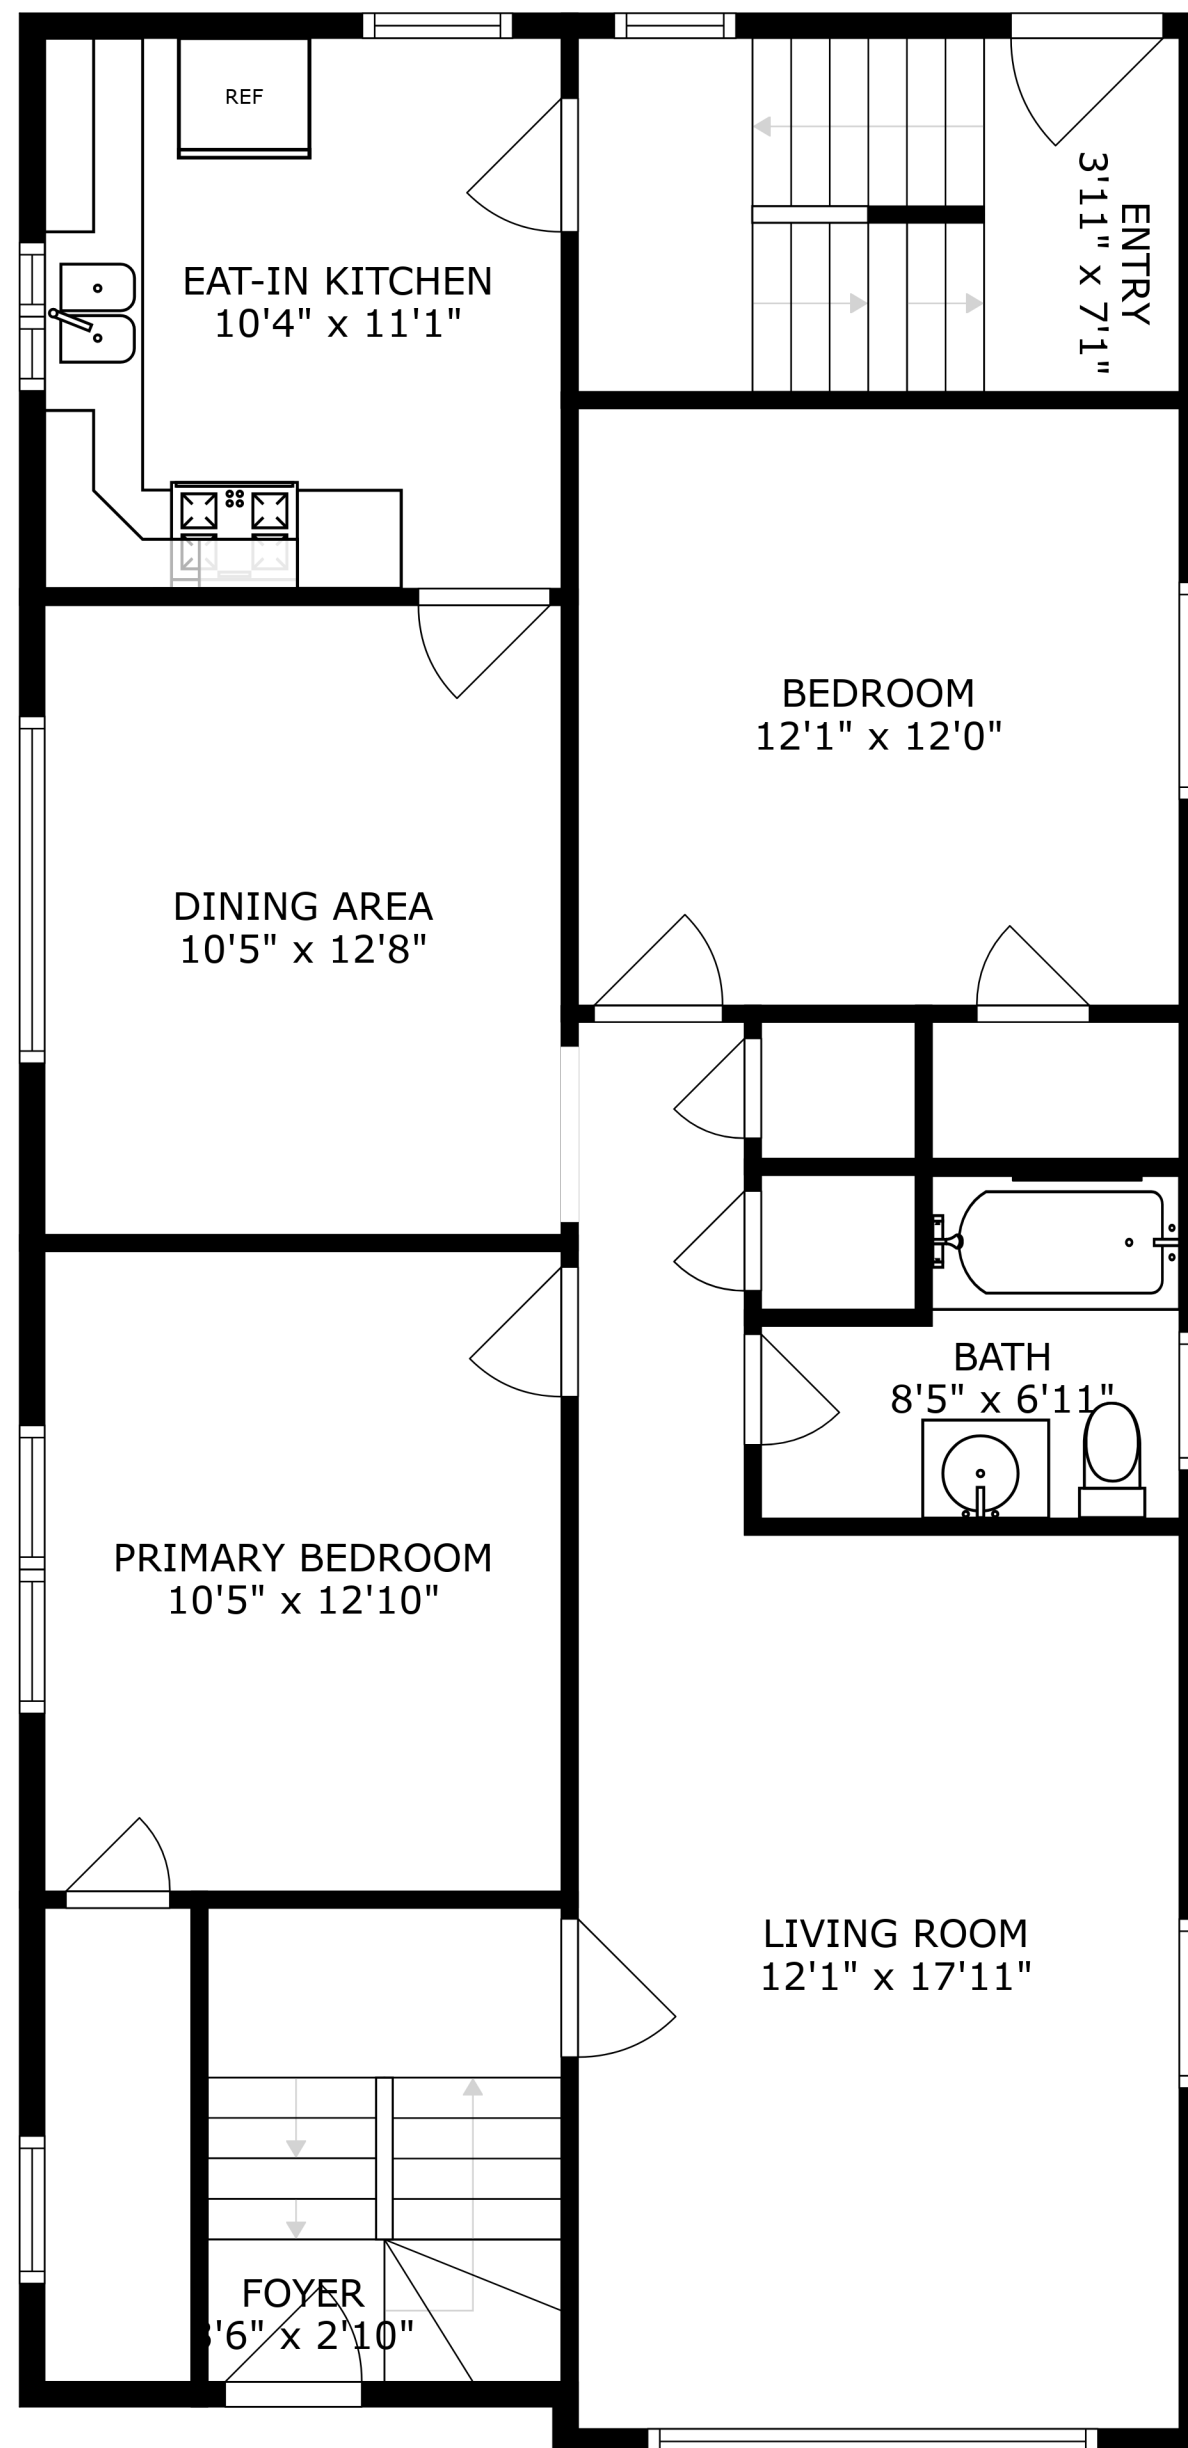 REF
EAT-IN KITCHEN
10'4" x 11'1"
ENTRY
3'11" x 7'1"
BEDROOM
12'1" x 12'0"
DINING AREA
10'5" x 12'8"
BATH
8'5" x 6'11"
PRIMARY BEDROOM
10'5" x 12'10"
LIVING ROOM
12'1" x 17'11"
FOYER
'6" x 2'10"